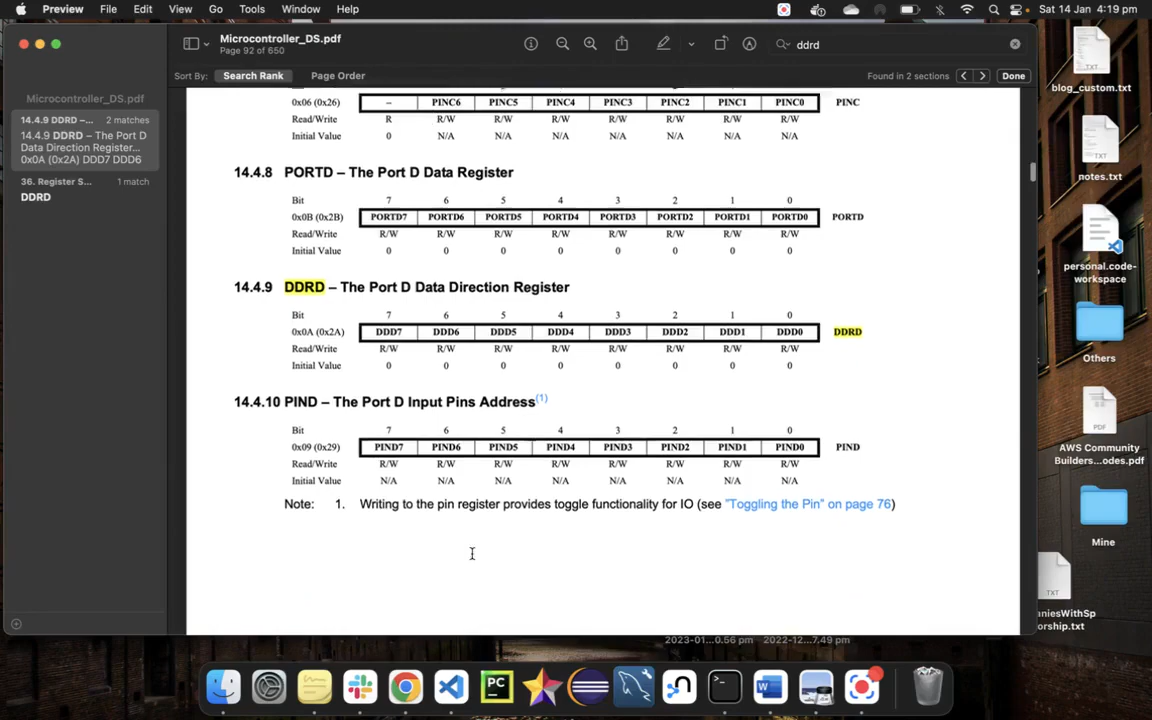 Preview File Edit View Go Tools Window Help Sat 14 Jan 4:19 pm
Microcontroller_DS.pdf
Page 92 of 650
ddrd
Sort By: Search Rank Page Order Found in 2 sections Done
Microcontroller_DS.pdf
14.4.9 DDRD –... 2 matches
14.4.9 DDRD – The Port D
Data Direction Register...
0x0A (0x2A) DDD7 DDD6
36. Register S... 1 match
DDRD
0x06 (0x26) – PINC6 PINC5 PINC4 PINC3 PINC2 PINC1 PINC0 PINC
Read/Write R R/W R/W R/W R/W R/W R/W R/W
Initial Value 0 N/A N/A N/A N/A N/A N/A N/A
14.4.8 PORTD – The Port D Data Register
Bit 7 6 5 4 3 2 1 0
0x0B (0x2B) PORTD7 PORTD6 PORTD5 PORTD4 PORTD3 PORTD2 PORTD1 PORTD0 PORTD
Read/Write R/W R/W R/W R/W R/W R/W R/W R/W
Initial Value 0 0 0 0 0 0 0 0
14.4.9 DDRD – The Port D Data Direction Register
Bit 7 6 5 4 3 2 1 0
0x0A (0x2A) DDD7 DDD6 DDD5 DDD4 DDD3 DDD2 DDD1 DDD0 DDRD
Read/Write R/W R/W R/W R/W R/W R/W R/W R/W
Initial Value 0 0 0 0 0 0 0 0
14.4.10 PIND – The Port D Input Pins Address(1)
Bit 7 6 5 4 3 2 1 0
0x09 (0x29) PIND7 PIND6 PIND5 PIND4 PIND3 PIND2 PIND1 PIND0 PIND
Read/Write R/W R/W R/W R/W R/W R/W R/W R/W
Initial Value N/A N/A N/A N/A N/A N/A N/A N/A
Note: 1. Writing to the pin register provides toggle functionality for IO (see "Toggling the Pin" on page 76)
TXT
blog_custom.txt
TXT
notes.txt
personal.code-
workspace
Others
PDF
AWS Community
Builders...odes.pdf
Mine
TXT
aniesWithSp
orship.txt
2023-01...0.56 pm 2022-12...7.49 pm
PC
W